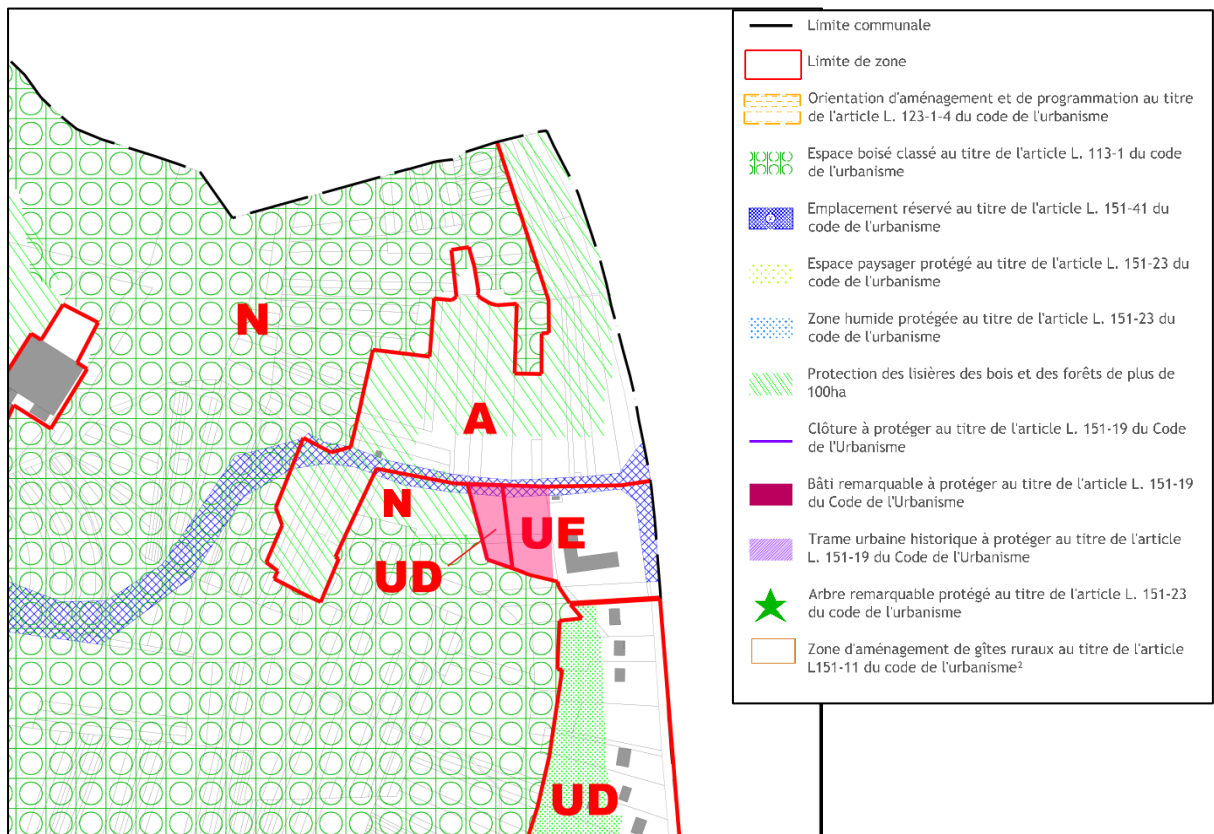 N
A
N
UE
UD
UD
Limite communale
Limite de zone
Orientation d'aménagement et de programmation au titre
de l'article L. 123-1-4 du code de l'urbanisme
Espace boisé classé au titre de l'article L. 113-1 du code
de l'urbanisme
Emplacement réservé au titre de l'article L. 151-41 du
code de l'urbanisme
Espace paysager protégé au titre de l'article L. 151-23 du
code de l'urbanisme
Zone humide protégée au titre de l'article L. 151-23 du
code de l'urbanisme
Protection des lisières des bois et des forêts de plus de
100ha
Clôture à protéger au titre de l'article L. 151-19 du Code
de l'Urbanisme
Bâti remarquable à protéger au titre de l'article L. 151-19
du Code de l'Urbanisme
Trame urbaine historique à protéger au titre de l'article
L. 151-19 du Code de l'Urbanisme
Arbre remarquable protégé au titre de l'article L. 151-23
du code de l'urbanisme
Zone d'aménagement de gîtes ruraux au titre de l'article
L151-11 du code de l'urbanisme²